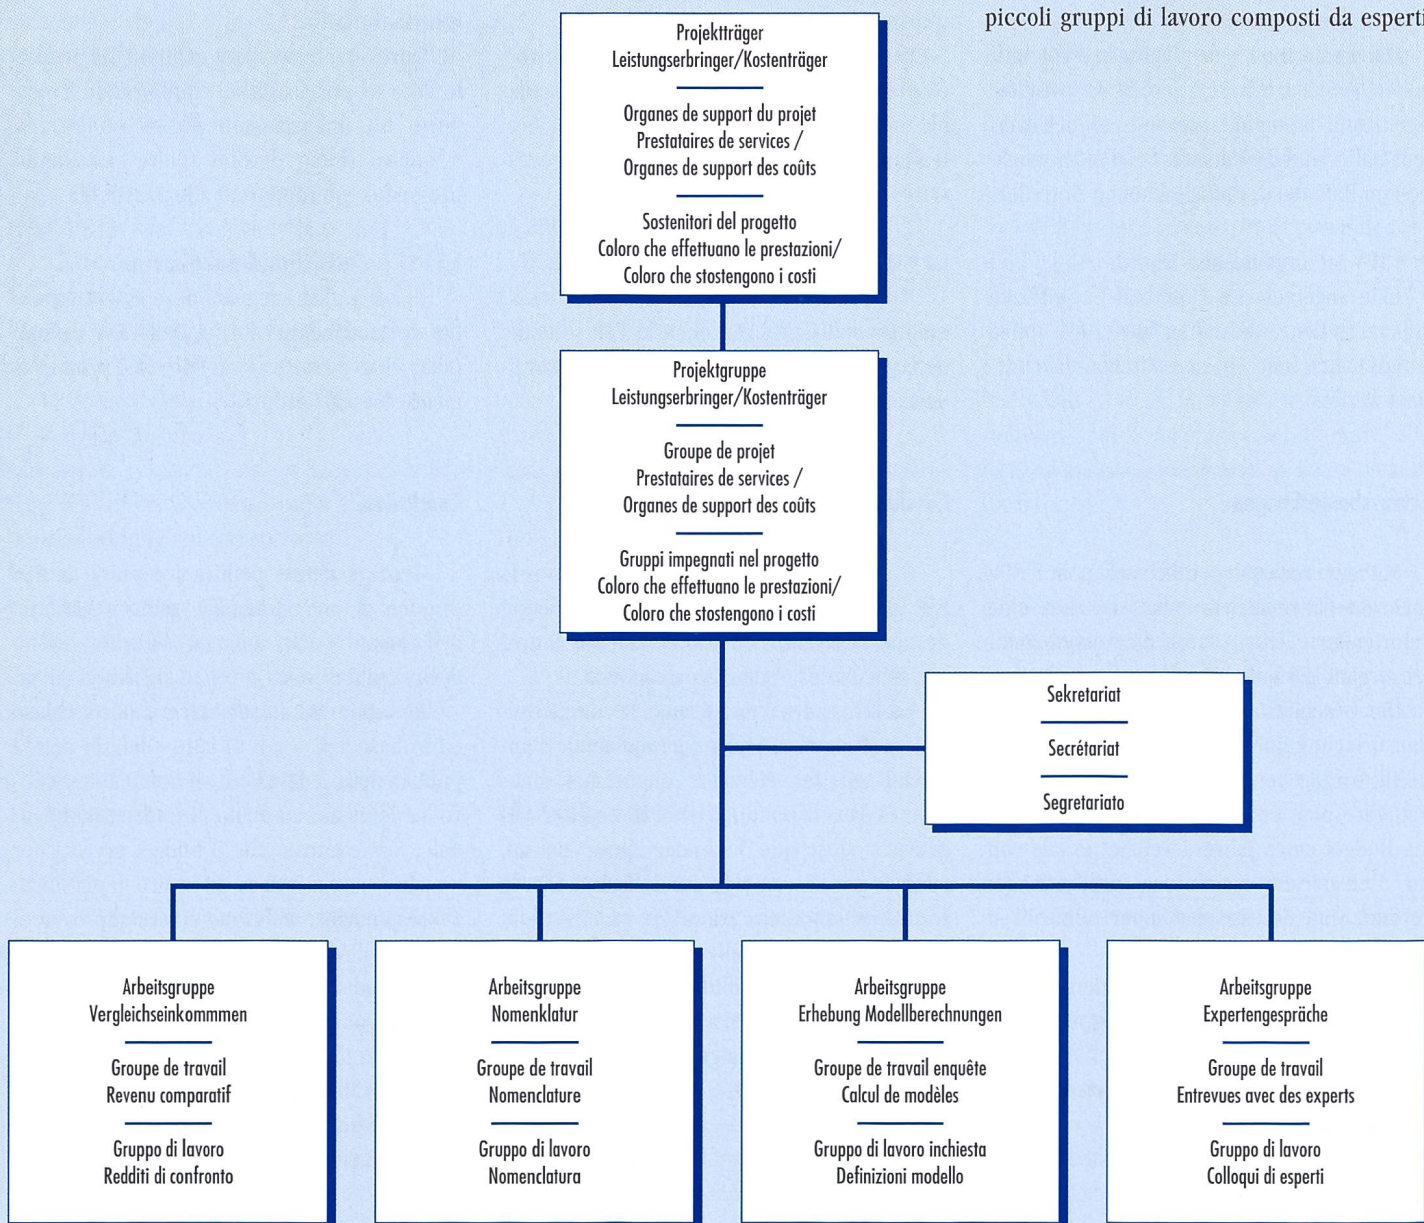 piccoli gruppi di lavoro composti da esperti
Projektträger
Leistungserbringer/Kostenträger
Organes de support du projet
Prestataires de services /
Organes de support des coûts
Sostenitori del progetto
Coloro che effettuano le prestazioni/
Coloro che stostengono i costi
Projektgruppe
Leistungserbringer/Kostenträger
Groupe de projet
Prestataires de services /
Organes de support des coûts
Gruppi impegnati nel progetto
Coloro che effettuano le prestazioni/
Coloro che stostengono i costi
Sekretariat
Secrétariat
Segretariato
Arbeitsgruppe
Vergleichseinkommmen
Groupe de travail
Revenu comparatif
Gruppo di lavoro
Redditi di confronto
Arbeitsgruppe
Nomenklatur
Groupe de travail
Nomenclature
Gruppo di lavoro
Nomenclatura
Arbeitsgruppe
Erhebung Modellberechnungen
Groupe de travail enquête
Calcul de modèles
Gruppo di lavoro inchiesta
Definizioni modello
Arbeitsgruppe
Expertengespräche
Groupe de travail
Entrevues avec des experts
Gruppo di lavoro
Colloqui di esperti